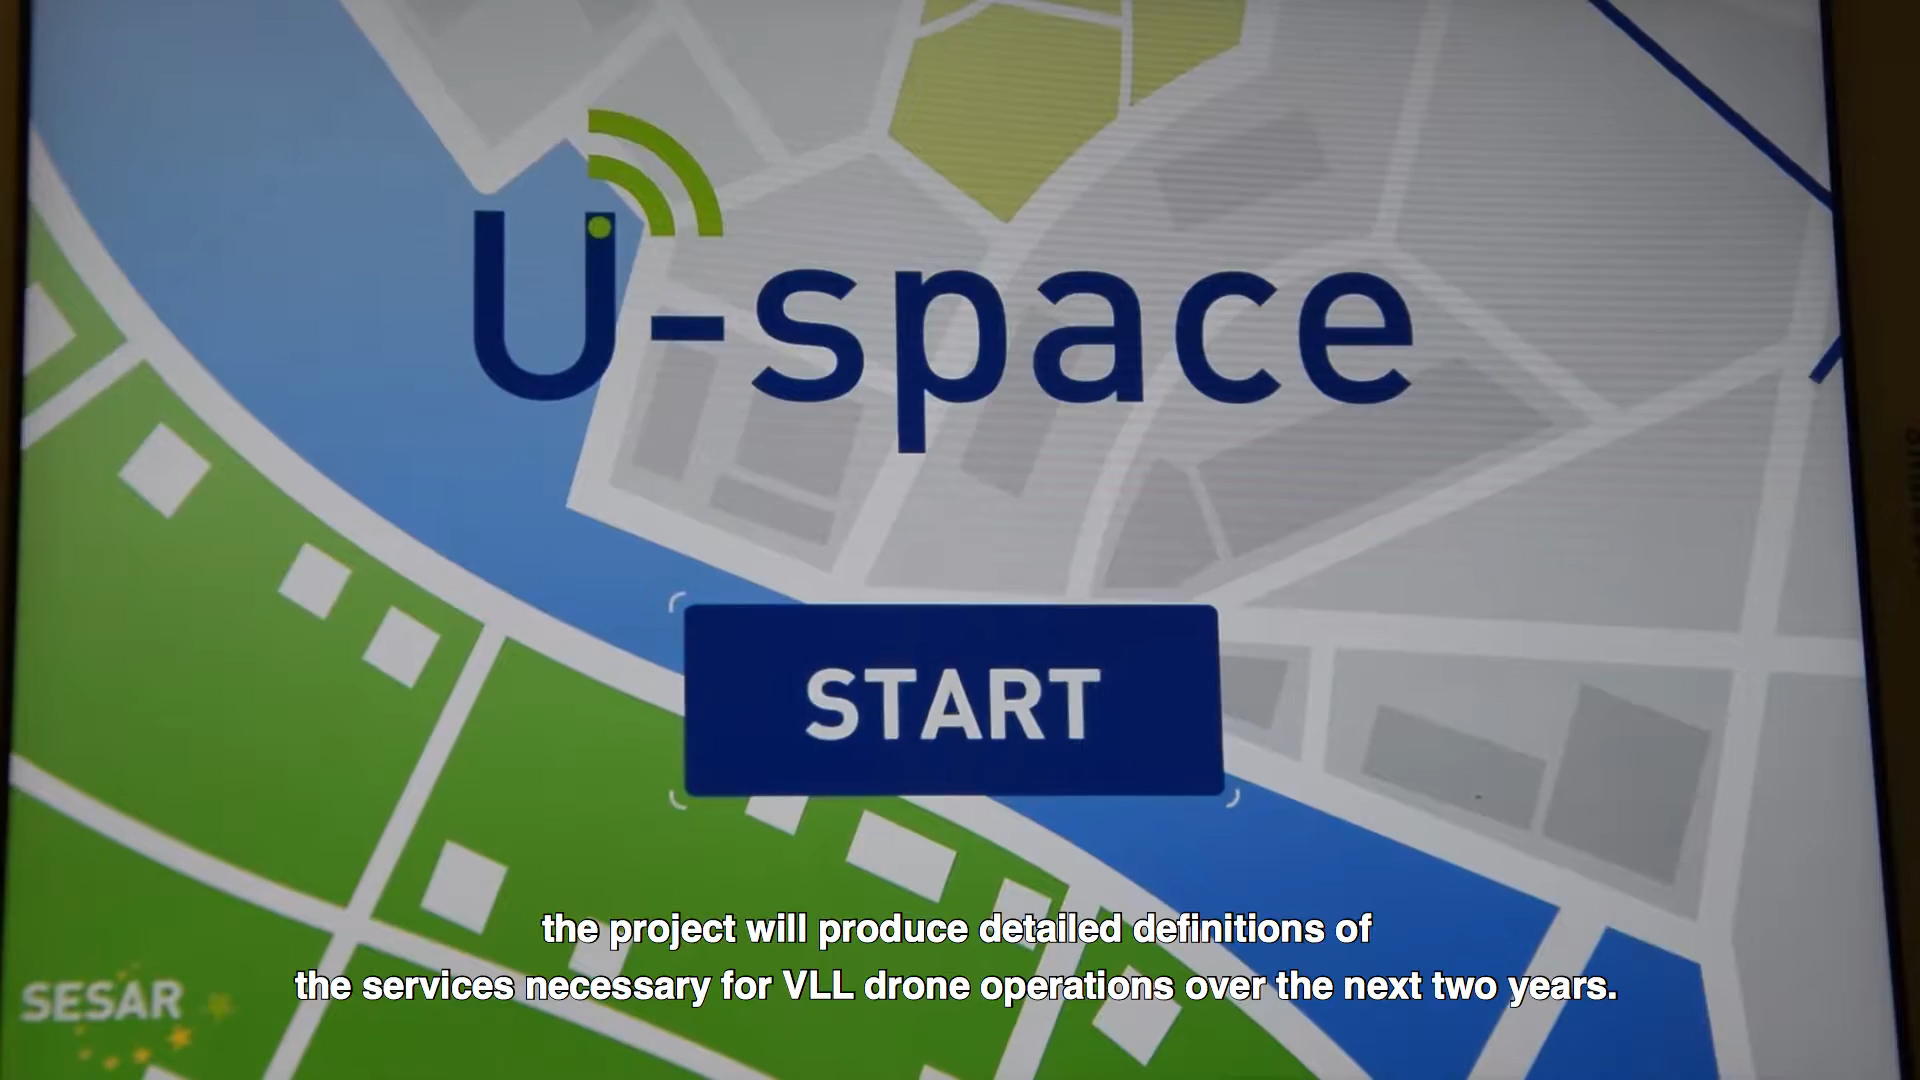 U-space
START
the project will produce detailed definitions of
the services necessary for VLL drone operations over the next two years.
SESAR